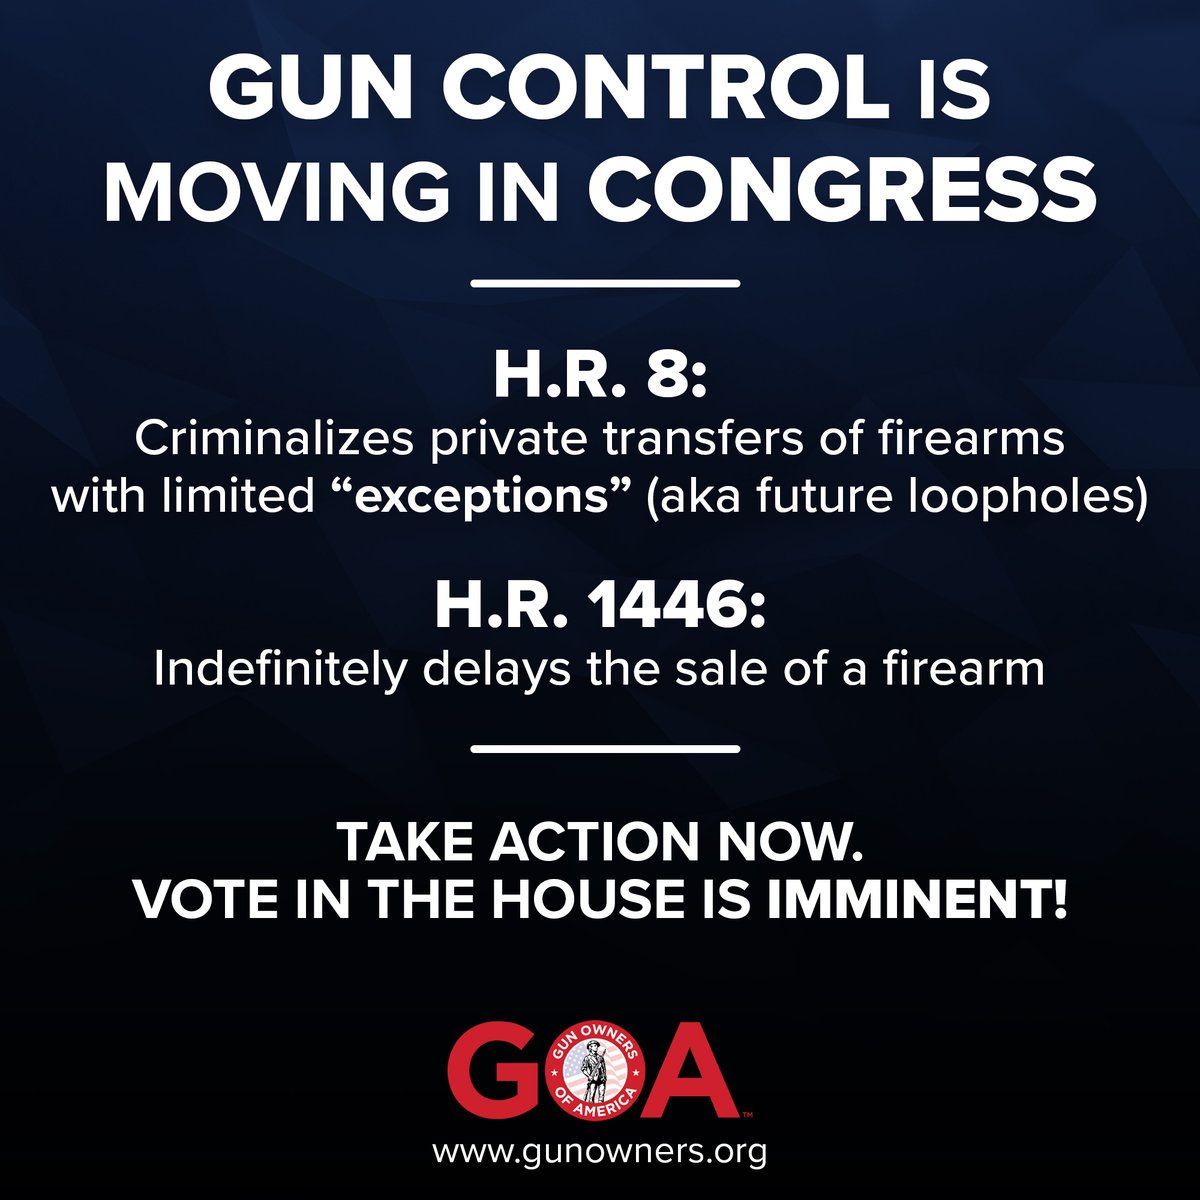 GUN CONTROL IS
MOVING IN CONGRESS
H.R. 8:
Criminalizes private transfers of firearms
with limited “exceptions” (aka future loopholes)
H.R. 1446:
Indefinitely delays the sale of a firearm
TAKE ACTION NOW.
VOTE IN THE HOUSE IS IMMINENT!
GOA™
GUN OWNERS
OF AMERICA
www.gunowners.org